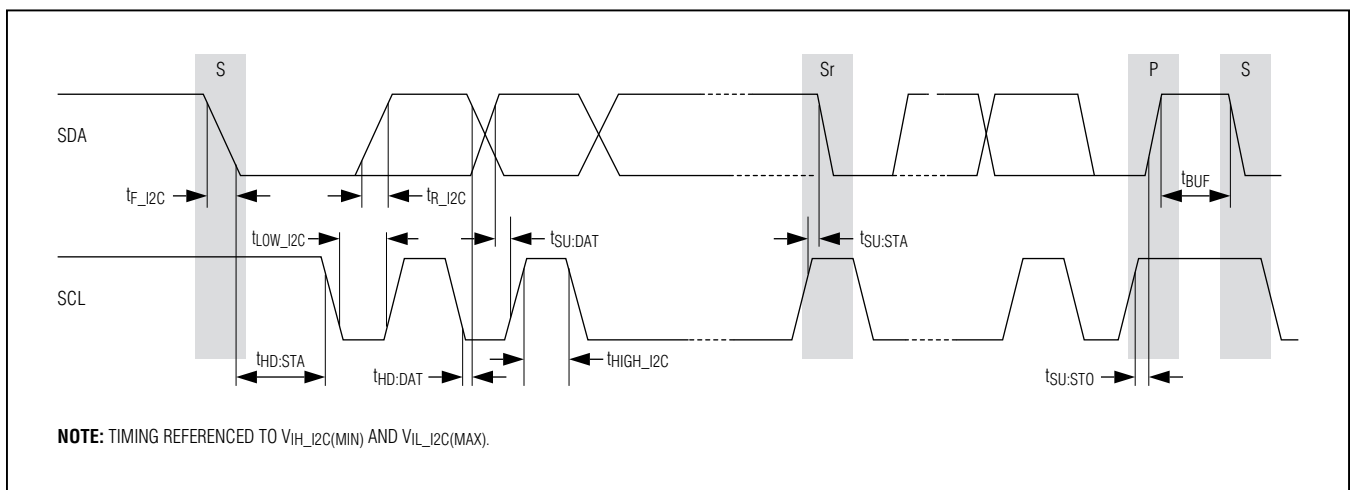 S Sr P S
SDA
tBUF
tF_I2C tR_I2C
tLOW_I2C tSU:DAT tSU:STA
SCL
tHD:STA tHD:DAT tHIGH_I2C tSU:STO
NOTE: TIMING REFERENCED TO VIH_I2C(MIN) AND VIL_I2C(MAX).